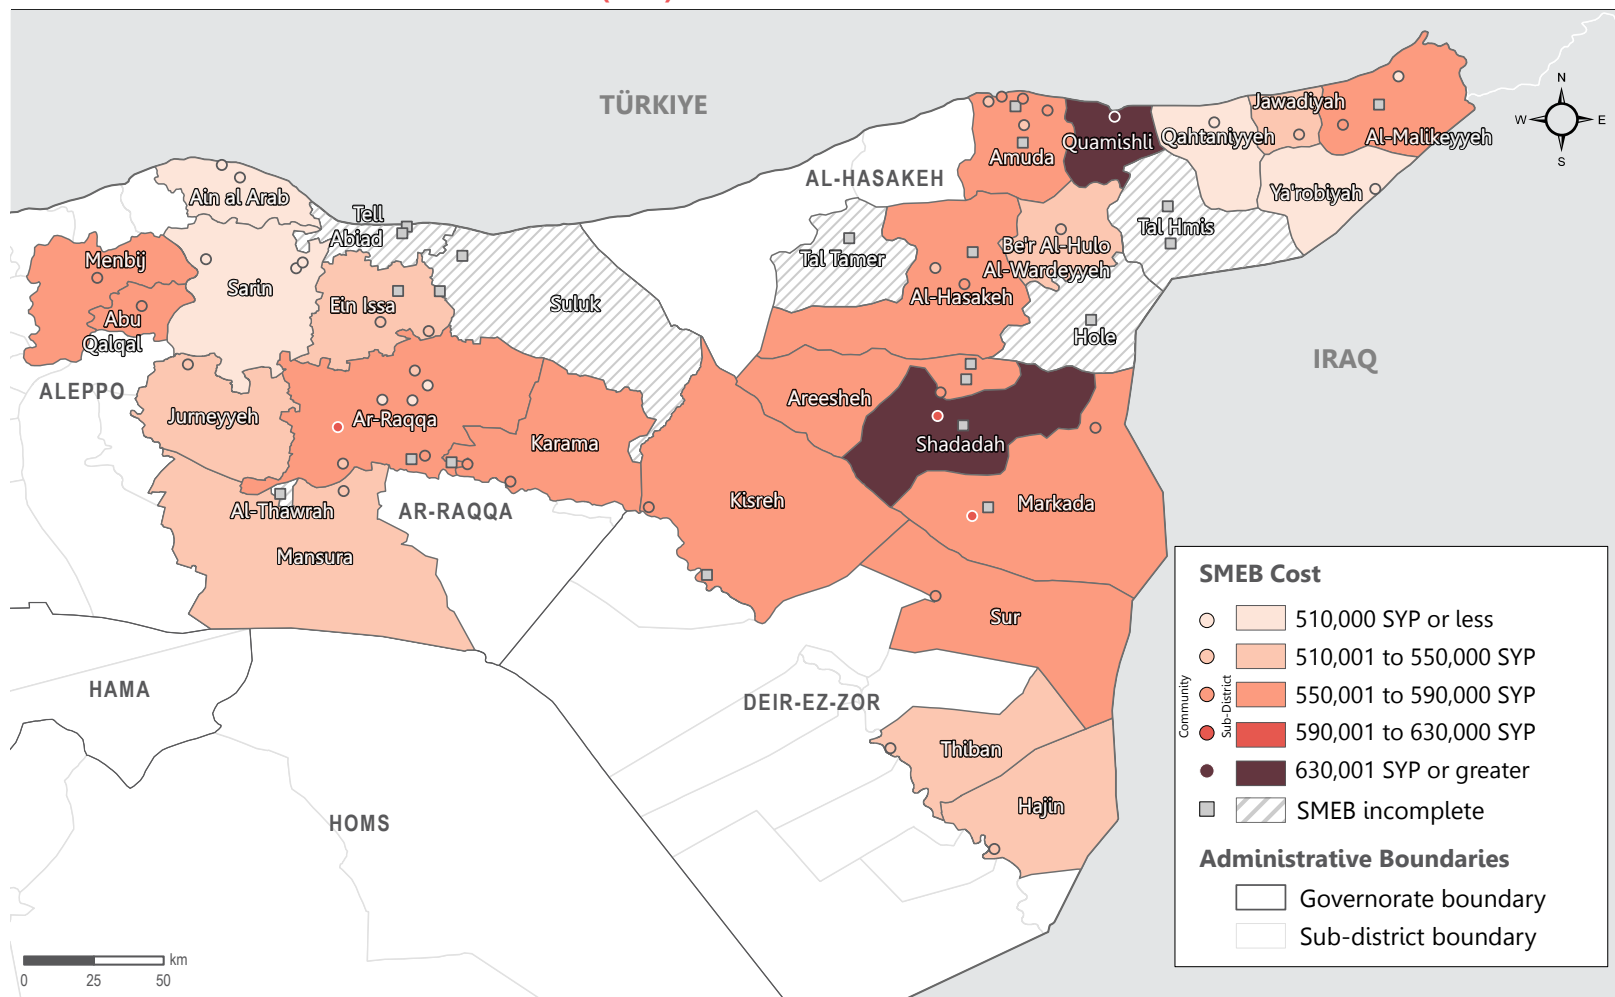 TÜRKIYE
Jawadiyah
Quamishli
Qahtaniyyeh
Al-Malikeyyeh
Amuda
AL-HASAKEH
Ya'robiyah
Ain al Arab
Tell
Abiad
Tal Hmis
Menbij
Tal Tamer
Be'r Al-Hulo
Al-Wardeyyeh
Sarin
Ein Issa
Suluk
Al-Hasakeh
Abu
Qalqal
Hole
IRAQ
ALEPPO
Areesheh
Jurneyyeh
Ar-Raqqa
Karama
Shadadah
Al-Thawrah
AR-RAQQA
Kisreh
Markada
Mansura
Sur
HAMA
DEIR-EZ-ZOR
Thiban
Hajin
HOMS
N
W
E
S
SMEB Cost
Community
Sub-District
510,000 SYP or less
510,001 to 550,000 SYP
550,001 to 590,000 SYP
590,001 to 630,000 SYP
630,001 SYP or greater
SMEB incomplete
Administrative Boundaries
Governorate boundary
Sub-district boundary
km
0 25 50